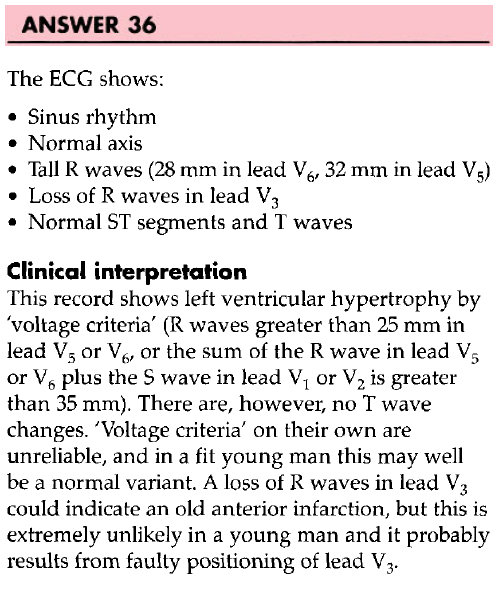 ANSWER 36
The ECG shows:
• Sinus rhythm
• Normal axis
• Tall R waves (28 mm in lead V₆, 32 mm in lead V₅)
• Loss of R waves in lead V₃
• Normal ST segments and T waves
Clinical interpretation
This record shows left ventricular hypertrophy by
‘voltage criteria’ (R waves greater than 25 mm in
lead V₅ or V₆, or the sum of the R wave in lead V₅
or V₆ plus the S wave in lead V₁ or V₂ is greater
than 35 mm). There are, however, no T wave
changes. ‘Voltage criteria’ on their own are
unreliable, and in a fit young man this may well
be a normal variant. A loss of R waves in lead V₃
could indicate an old anterior infarction, but this is
extremely unlikely in a young man and it probably
results from faulty positioning of lead V₃.